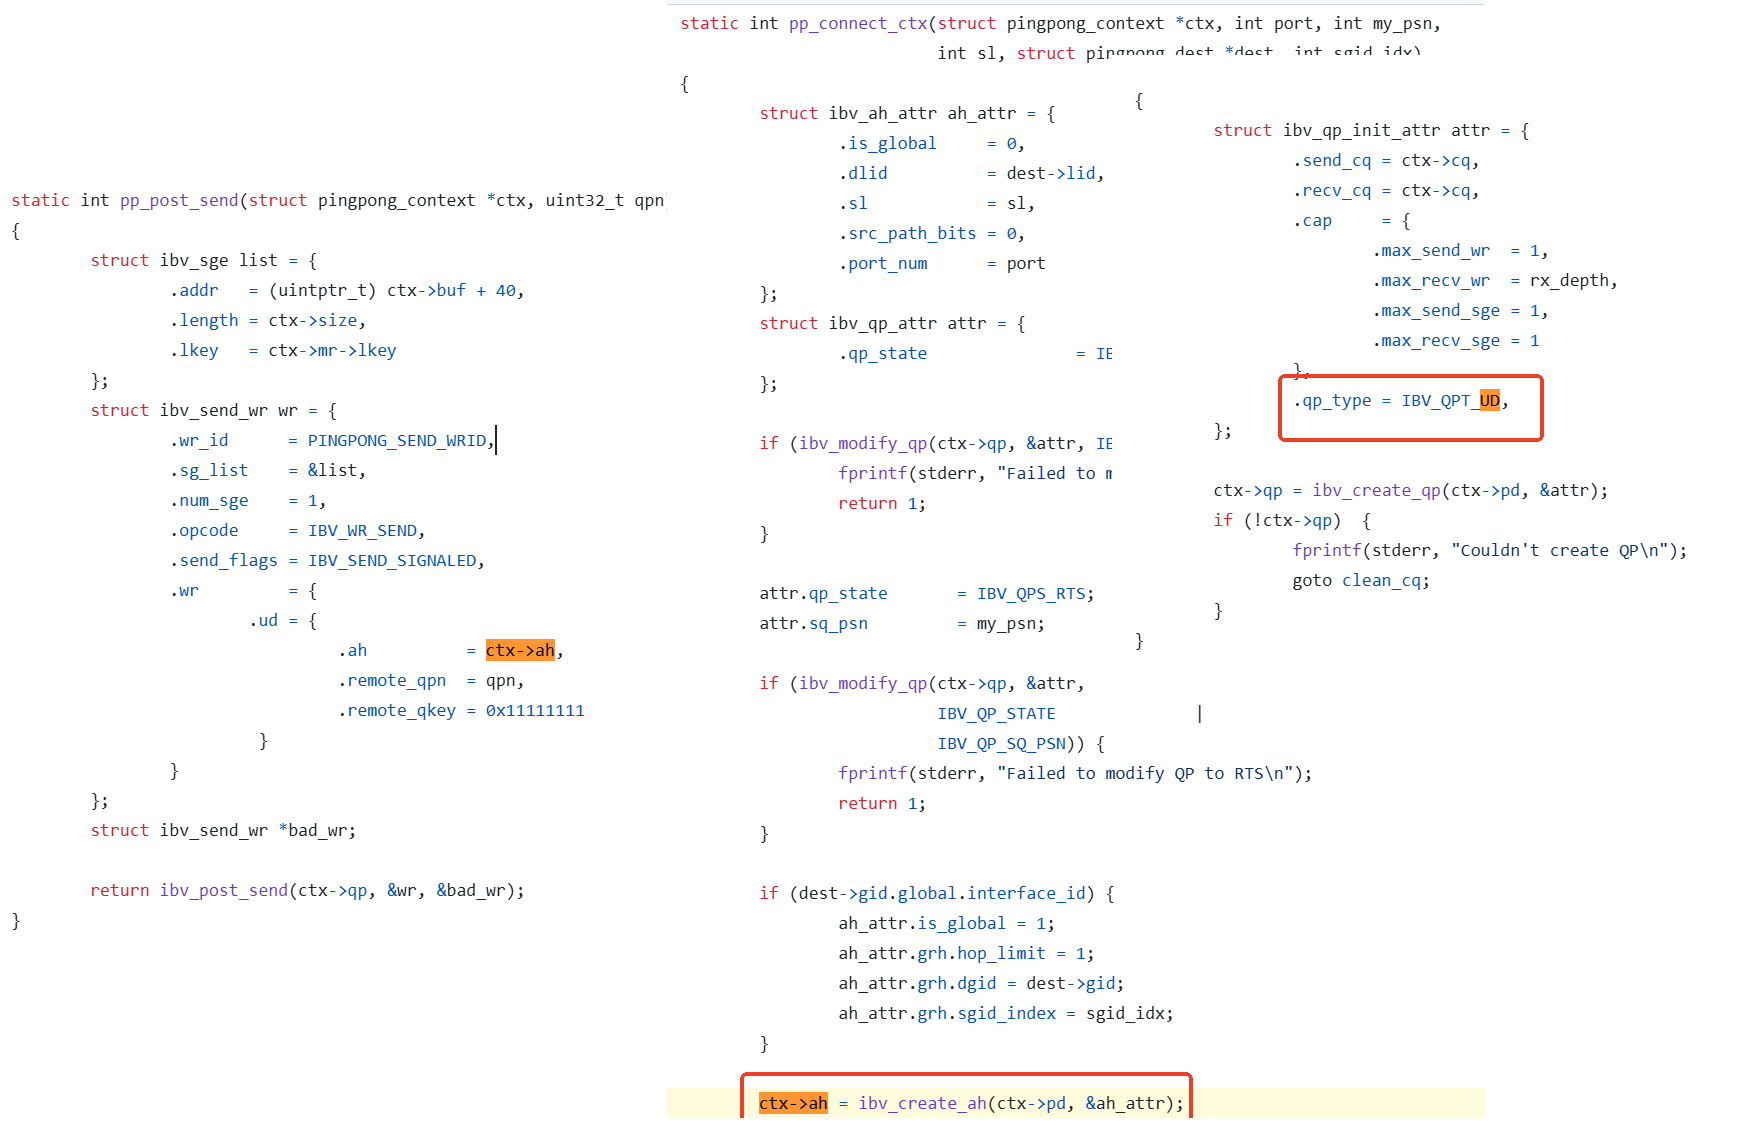 static int pp_post_send(struct pingpong_context *ctx, uint32_t qpn
{
struct ibv_sge list = {
.addr   = (uintptr_t) ctx->buf + 40,
.length = ctx->size,
.lkey   = ctx->mr->lkey
};
struct ibv_send_wr wr = {
.wr_id      = PINGPONG_SEND_WRID,
.sg_list    = &list,
.num_sge    = 1,
.opcode     = IBV_WR_SEND,
.send_flags = IBV_SEND_SIGNALED,
.wr         = {
.ud = {
.ah          = ctx->ah,
.remote_qpn  = qpn,
.remote_qkey = 0x11111111
}
}
};
struct ibv_send_wr *bad_wr;
return ibv_post_send(ctx->qp, &wr, &bad_wr);
}
static int pp_connect_ctx(struct pingpong_context *ctx, int port, int my_psn,
int sl, struct pingpong_dest *dest, int sgid_idx)
{
struct ibv_ah_attr ah_attr = {
.is_global     = 0,
.dlid          = dest->lid,
.sl            = sl,
.src_path_bits = 0,
.port_num      = port
};
struct ibv_qp_attr attr = {
.qp_state               = IB
};
if (ibv_modify_qp(ctx->qp, &attr, IB
fprintf(stderr, "Failed to m
return 1;
}
attr.qp_state       = IBV_QPS_RTS;
attr.sq_psn         = my_psn;
if (ibv_modify_qp(ctx->qp, &attr,
IBV_QP_STATE              |
IBV_QP_SQ_PSN)) {
fprintf(stderr, "Failed to modify QP to RTS\n");
return 1;
}
if (dest->gid.global.interface_id) {
ah_attr.is_global = 1;
ah_attr.grh.hop_limit = 1;
ah_attr.grh.dgid = dest->gid;
ah_attr.grh.sgid_index = sgid_idx;
}
ctx->ah = ibv_create_ah(ctx->pd, &ah_attr);
{
struct ibv_qp_init_attr attr = {
.send_cq = ctx->cq,
.recv_cq = ctx->cq,
.cap     = {
.max_send_wr  = 1,
.max_recv_wr  = rx_depth,
.max_send_sge = 1,
.max_recv_sge = 1
},
.qp_type = IBV_QPT_UD,
};
ctx->qp = ibv_create_qp(ctx->pd, &attr);
if (!ctx->qp)  {
fprintf(stderr, "Couldn't create QP\n");
goto clean_cq;
}
}